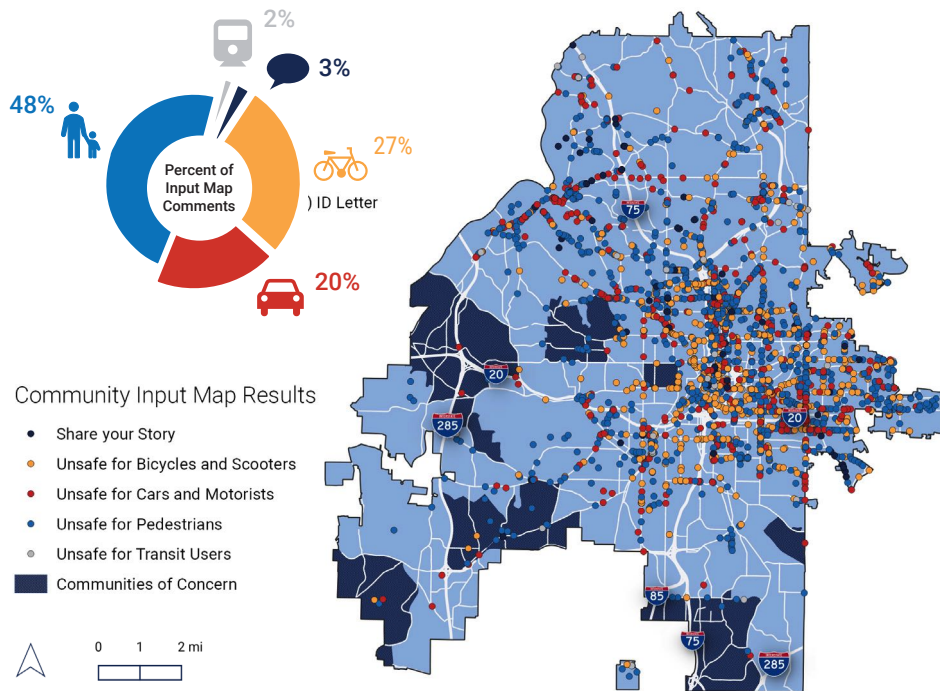 2%
3%
48%
27%
Percent of
Input Map
Comments
) ID Letter
20%
75
20
285
20
85
75
285
Community Input Map Results
Share your Story
Unsafe for Bicycles and Scooters
Unsafe for Cars and Motorists
Unsafe for Pedestrians
Unsafe for Transit Users
Communities of Concern
0 1 2 mi